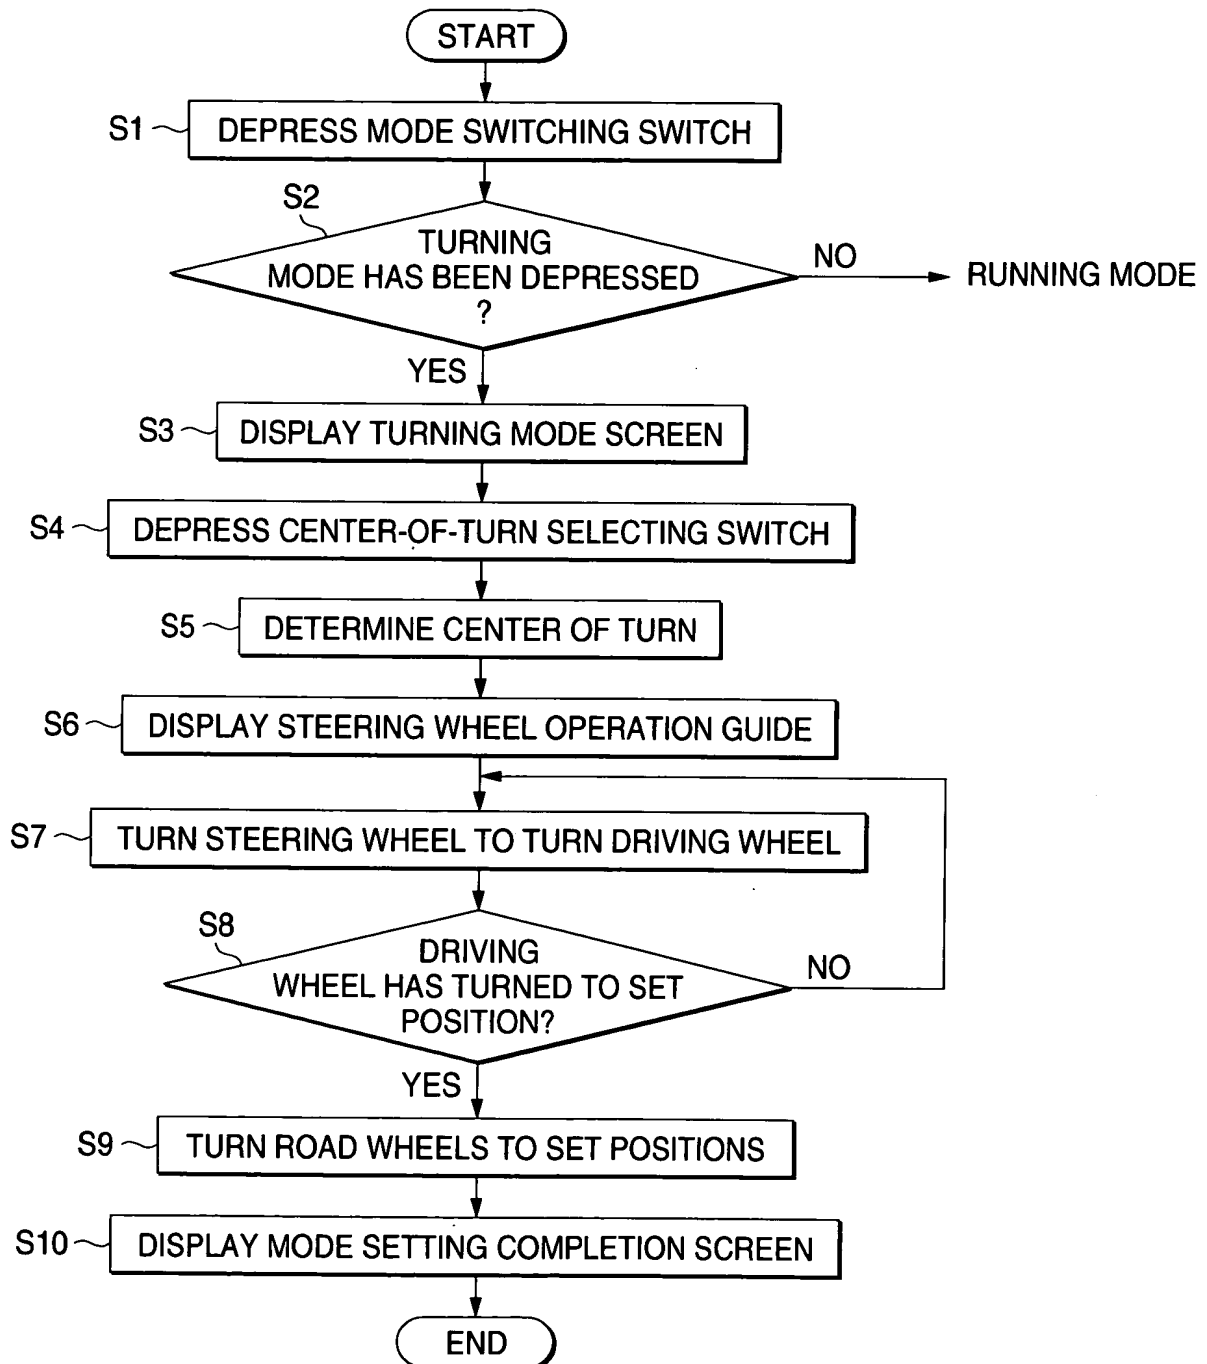 START
S1
DEPRESS MODE SWITCHING SWITCH
S2
TURNING
MODE HAS BEEN DEPRESSED
?
NO
RUNNING MODE
YES
S3
DISPLAY TURNING MODE SCREEN
S4
DEPRESS CENTER-OF-TURN SELECTING SWITCH
S5
DETERMINE CENTER OF TURN
S6
DISPLAY STEERING WHEEL OPERATION GUIDE
S7
TURN STEERING WHEEL TO TURN DRIVING WHEEL
S8
DRIVING
WHEEL HAS TURNED TO SET
POSITION?
NO
YES
S9
TURN ROAD WHEELS TO SET POSITIONS
S10
DISPLAY MODE SETTING COMPLETION SCREEN
END